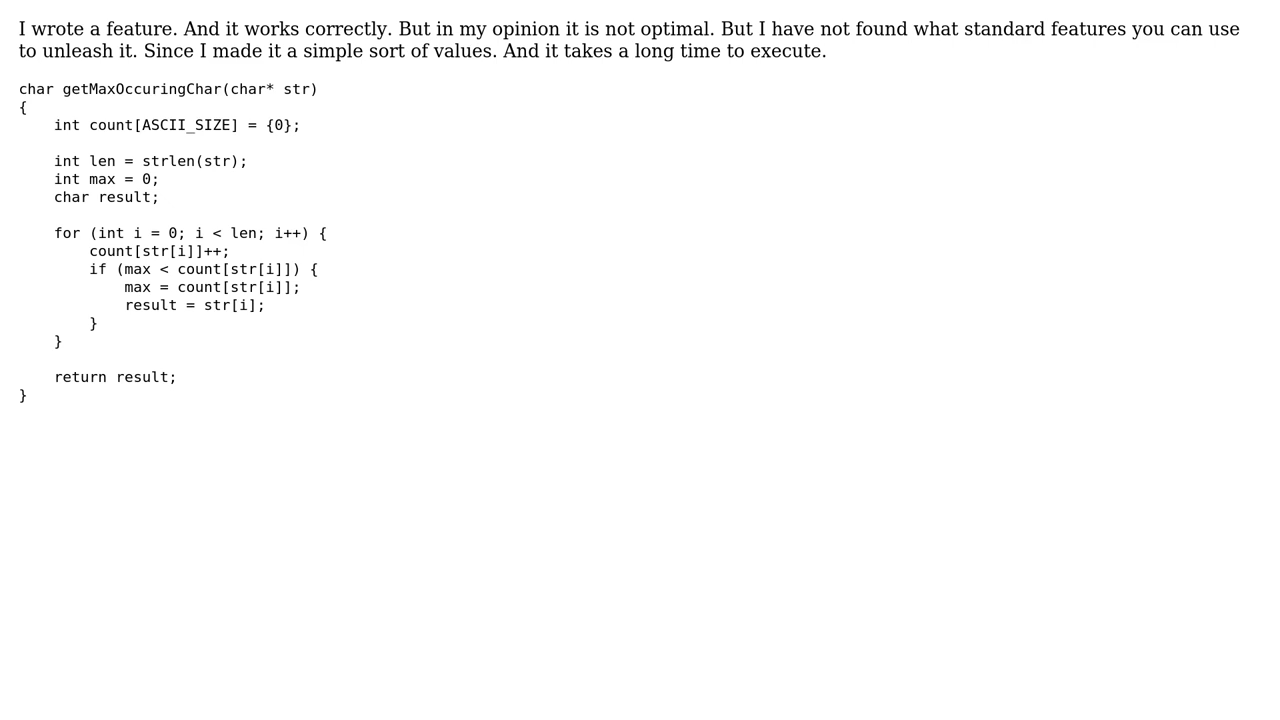 I wrote a feature. And it works correctly. But in my opinion it is not optimal. But I have not found what standard features you can use
to unleash it. Since I made it a simple sort of values. And it takes a long time to execute.
char getMaxOccuringChar(char* str)
{
    int count[ASCII_SIZE] = {0};

    int len = strlen(str);
    int max = 0;
    char result;

    for (int i = 0; i < len; i++) {
        count[str[i]]++;
        if (max < count[str[i]]) {
            max = count[str[i]];
            result = str[i];
        }
    }

    return result;
}